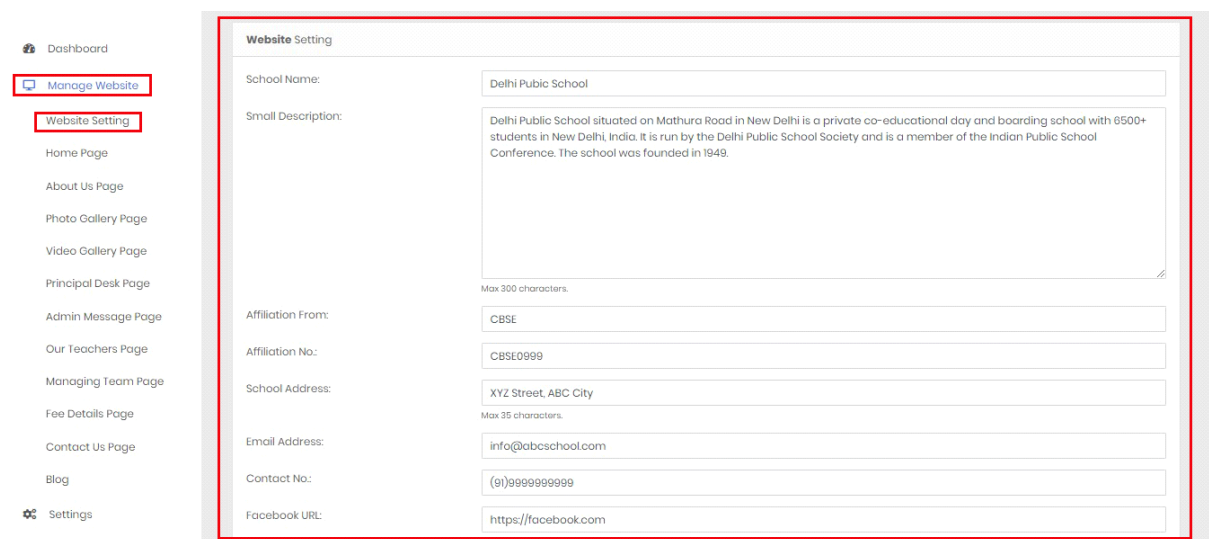 Dashboard
Manage Website
Website Setting
Home Page
About Us Page
Photo Gallery Page
Video Gallery Page
Principal Desk Page
Admin Message Page
Our Teachers Page
Managing Team Page
Fee Details Page
Contact Us Page
Blog
Settings
Website Setting
School Name:
Delhi Pubic School
Small Description:
Delhi Public School situated on Mathura Road in New Delhi is a private co-educational day and boarding school with 6500+
students in New Delhi, India. It is run by the Delhi Public School Society and is a member of the Indian Public School
Conference. The school was founded in 1949.
Max 300 characters.
Affiliation From:
CBSE
Affiliation No.:
CBSE0999
School Address:
XYZ Street, ABC City
Max 35 characters.
Email Address:
info@abcschool.com
Contact No.:
(91)9999999999
Facebook URL:
https://facebook.com